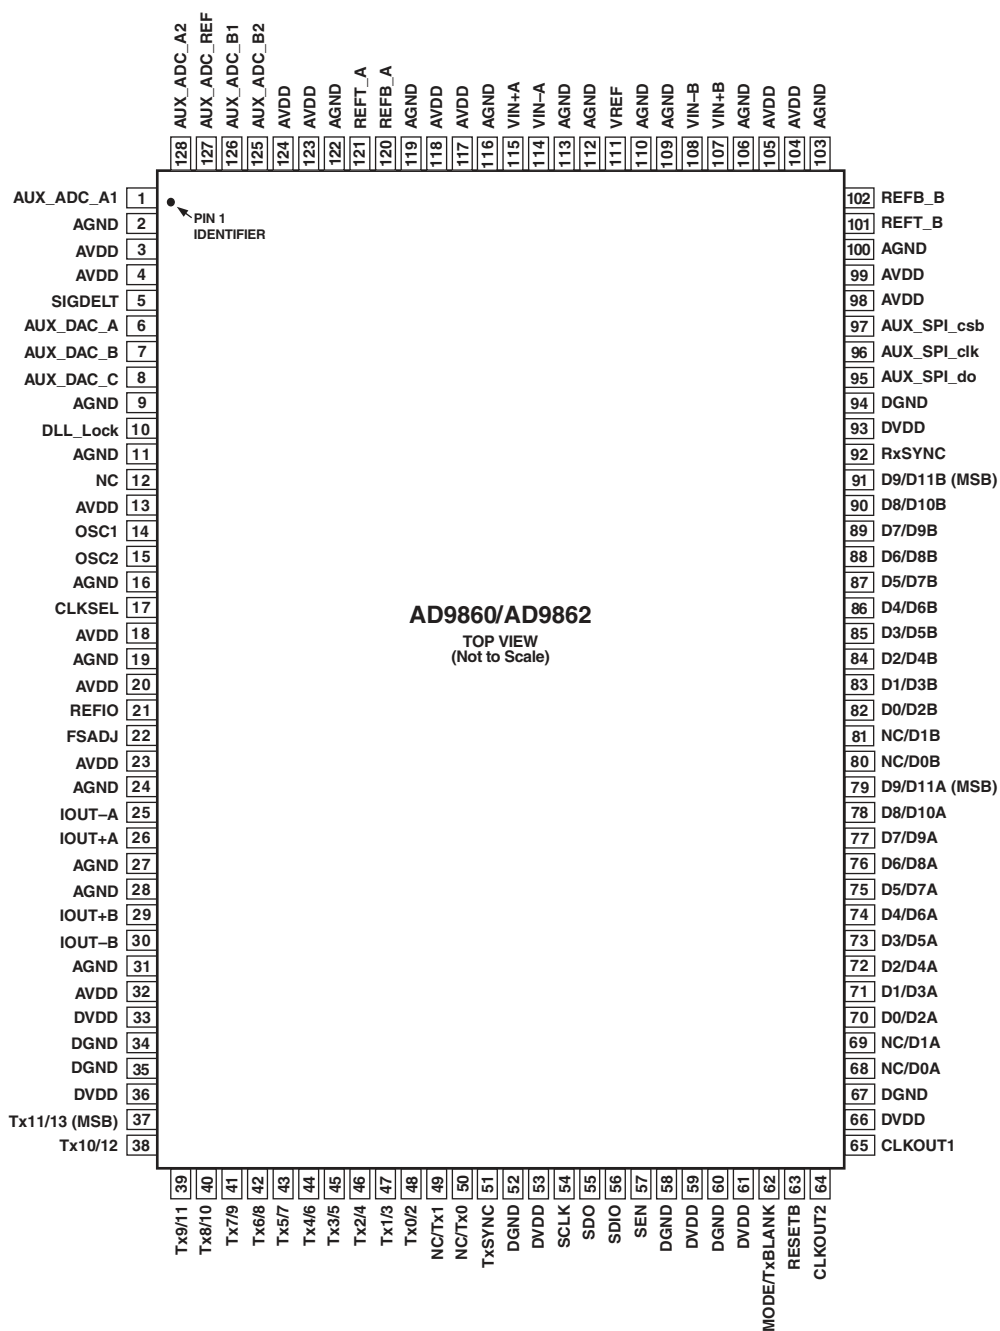 AUX_ADC_A2
AUX_ADC_REF
AUX_ADC_B1
AUX_ADC_B2
AVDD
AVDD
AGND
REFT_A
REFB_A
AGND
AVDD
AVDD
AGND
VIN+A
VIN–A
AGND
AGND
VREF
AGND
AGND
VIN–B
VIN+B
AGND
AVDD
AVDD
AGND
128 127 126 125 124 123 122 121 120 119 118 117 116 115 114 113 112 111 110 109 108 107 106 105 104 103
AUX_ADC_A1 1
AGND 2
AVDD 3
AVDD 4
SIGDELT 5
AUX_DAC_A 6
AUX_DAC_B 7
AUX_DAC_C 8
AGND 9
DLL_Lock 10
AGND 11
NC 12
AVDD 13
OSC1 14
OSC2 15
AGND 16
CLKSEL 17
AVDD 18
AGND 19
AVDD 20
REFIO 21
FSADJ 22
AVDD 23
AGND 24
IOUT–A 25
IOUT+A 26
AGND 27
AGND 28
IOUT+B 29
IOUT–B 30
AGND 31
AVDD 32
DVDD 33
DGND 34
DGND 35
DVDD 36
Tx11/13 (MSB) 37
Tx10/12 38
PIN 1
IDENTIFIER
AD9860/AD9862
TOP VIEW
(Not to Scale)
102 REFB_B
101 REFT_B
100 AGND
99 AVDD
98 AVDD
97 AUX_SPI_csb
96 AUX_SPI_clk
95 AUX_SPI_do
94 DGND
93 DVDD
92 RxSYNC
91 D9/D11B (MSB)
90 D8/D10B
89 D7/D9B
88 D6/D8B
87 D5/D7B
86 D4/D6B
85 D3/D5B
84 D2/D4B
83 D1/D3B
82 D0/D2B
81 NC/D1B
80 NC/D0B
79 D9/D11A (MSB)
78 D8/D10A
77 D7/D9A
76 D6/D8A
75 D5/D7A
74 D4/D6A
73 D3/D5A
72 D2/D4A
71 D1/D3A
70 D0/D2A
69 NC/D1A
68 NC/D0A
67 DGND
66 DVDD
65 CLKOUT1
39 40 41 42 43 44 45 46 47 48 49 50 51 52 53 54 55 56 57 58 59 60 61 62 63 64
Tx9/11
Tx8/10
Tx7/9
Tx6/8
Tx5/7
Tx4/6
Tx3/5
Tx2/4
Tx1/3
Tx0/2
NC/Tx1
NC/Tx0
TxSYNC
DGND
DVDD
SCLK
SDO
SDIO
SEN
DGND
DVDD
DGND
DVDD
MODE/TxBLANK
RESETB
CLKOUT2